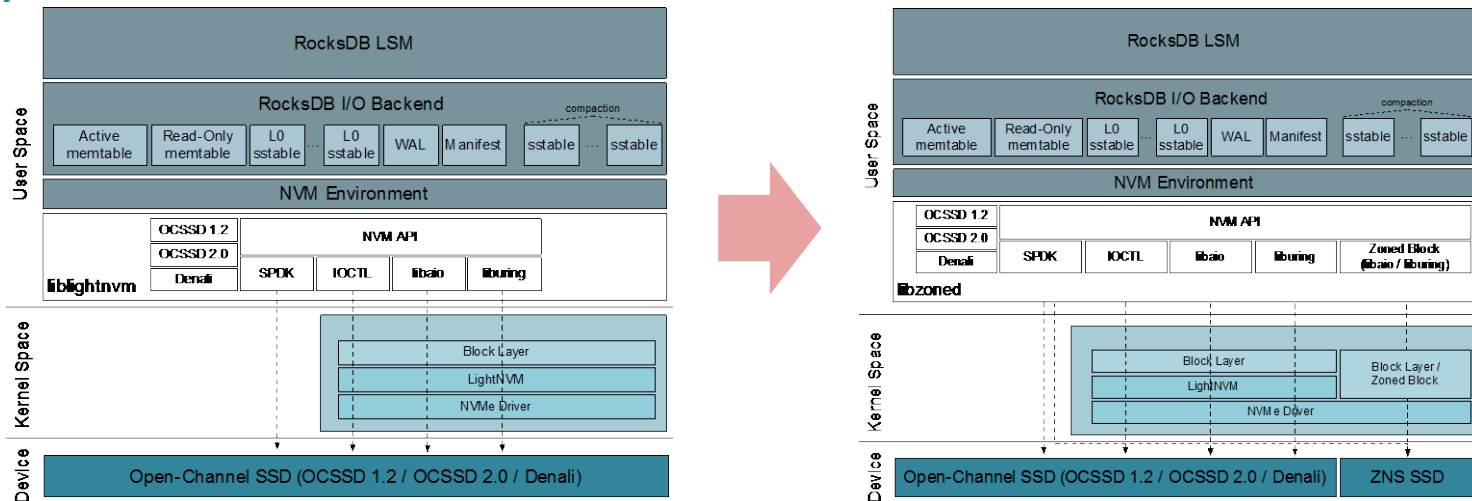 RocksDB LSM
User Space
RocksDB I/O Backend
compaction
Active
memtable
Read-Only
memtable
L0
sstable
...
L0
sstable
WAL
Manifest
sstable
...
sstable
NVM Environment
OCSSD 1.2
OCSSD 2.0
Denali
NVM API
SPDK
IOCTL
libaio
liburing
liblightnvm
Kernel Space
Block Layer
LightNVM
NVMe Driver
Device
Open-Channel SSD (OCSSD 1.2 / OCSSD 2.0 / Denali)
RocksDB LSM
User Space
RocksDB I/O Backend
compaction
Active
memtable
Read-Only
memtable
L0
sstable
...
L0
sstable
WAL
Manifest
sstable
...
sstable
NVM Environment
OCSSD 1.2
OCSSD 2.0
Denali
NVM API
SPDK
IOCTL
libaio
liburing
Zoned Block
(libaio / liburing)
libzoned
Kernel Space
Block Layer
LightNVM
Block Layer /
Zoned Block
NVMe Driver
Device
Open-Channel SSD (OCSSD 1.2 / OCSSD 2.0 / Denali)
ZNS SSD